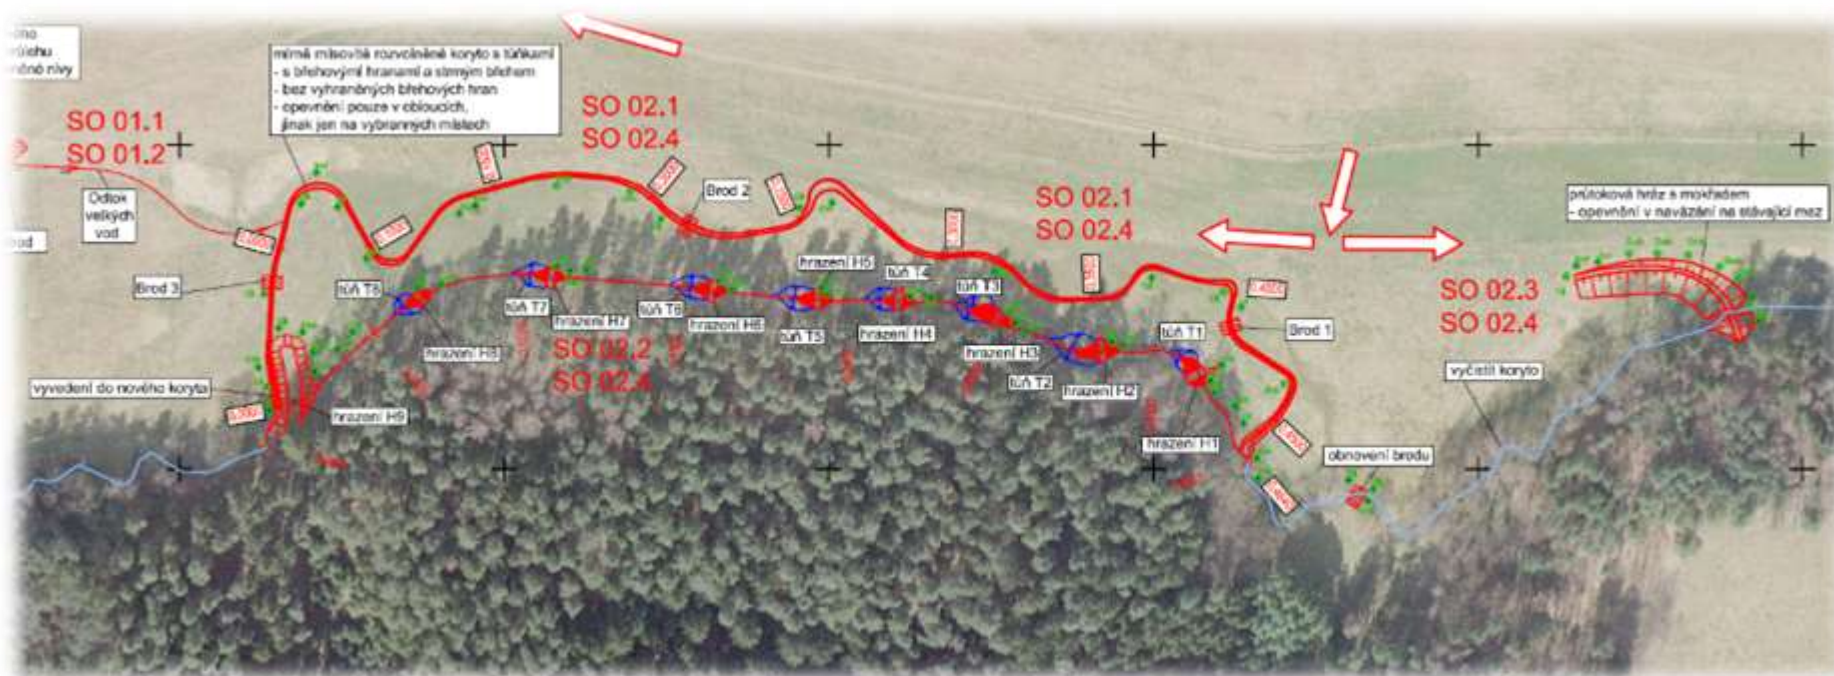 mírně mísovitě rozvolněné koryto s tůňkami
- s břehovými hranami a strmým břehem
- bez vyhraněných břehových hran
- opevnění pouze v obloucích,
jinak jen na vybraných místech
SO 01.1
SO 01.2
SO 02.1
SO 02.4
Odtok
velkých
vod
Brod 2
SO 02.1
SO 02.4
průtoková hráz s mokřadem
- opevnění v navázání na stávající mez
Brod 3
tůň T8
tůň T7
hrazení H7
tůň T6
hrazení H6
hrazení H5
tůň T5
tůň T4
hrazení H4
tůň T3
hrazení H3
tůň T2
hrazení H2
tůň T1
Brod 1
SO 02.3
SO 02.4
hrazení H8
SO 02.2
SO 02.4
vyvedení do nového koryta
hrazení H9
hrazení H1
vyčistit koryto
obnovení brodu